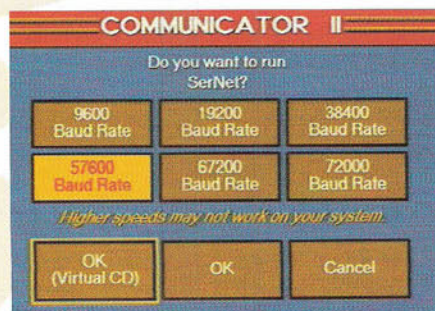 COMMUNICATOR II
Do you want to run
SerNet?
9600 19200 38400
Baud Rate Baud Rate Baud Rate
57600 67200 72000
Baud Rate Baud Rate Baud Rate
Higher speeds may not work on your system.
OK
(Virtual CD)
OK
Cancel